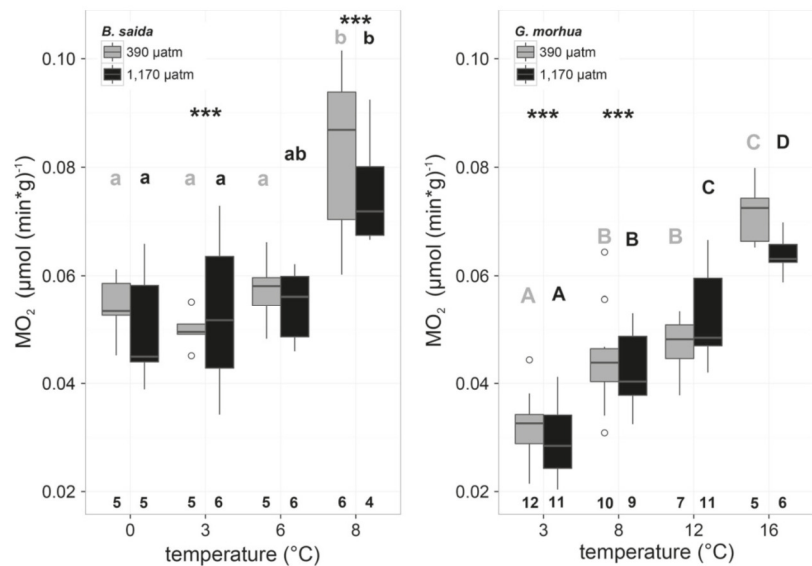 B. saida
390 µatm
1,170 µatm
***
b b
0.10
***
ab
a a a a a
0.08
0.06
0.04
0.02
5 5 5 6 5 6 6 4
0 3 6 8
temperature (°C)
MO₂ (µmol (min*g)⁻¹)
G. morhua
390 µatm
1,170 µatm
0.10
*** ***
C D
C
B B B
A A
0.08
0.06
0.04
0.02
12 11 10 9 7 11 5 6
3 8 12 16
temperature (°C)
MO₂ (µmol (min*g)⁻¹)